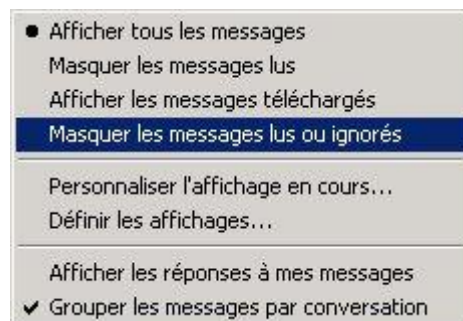 Afficher tous les messages
Masquer les messages lus
Afficher les messages téléchargés
Masquer les messages lus ou ignorés
Personnaliser l'affichage en cours...
Définir les affichages...
Afficher les réponses à mes messages
Grouper les messages par conversation